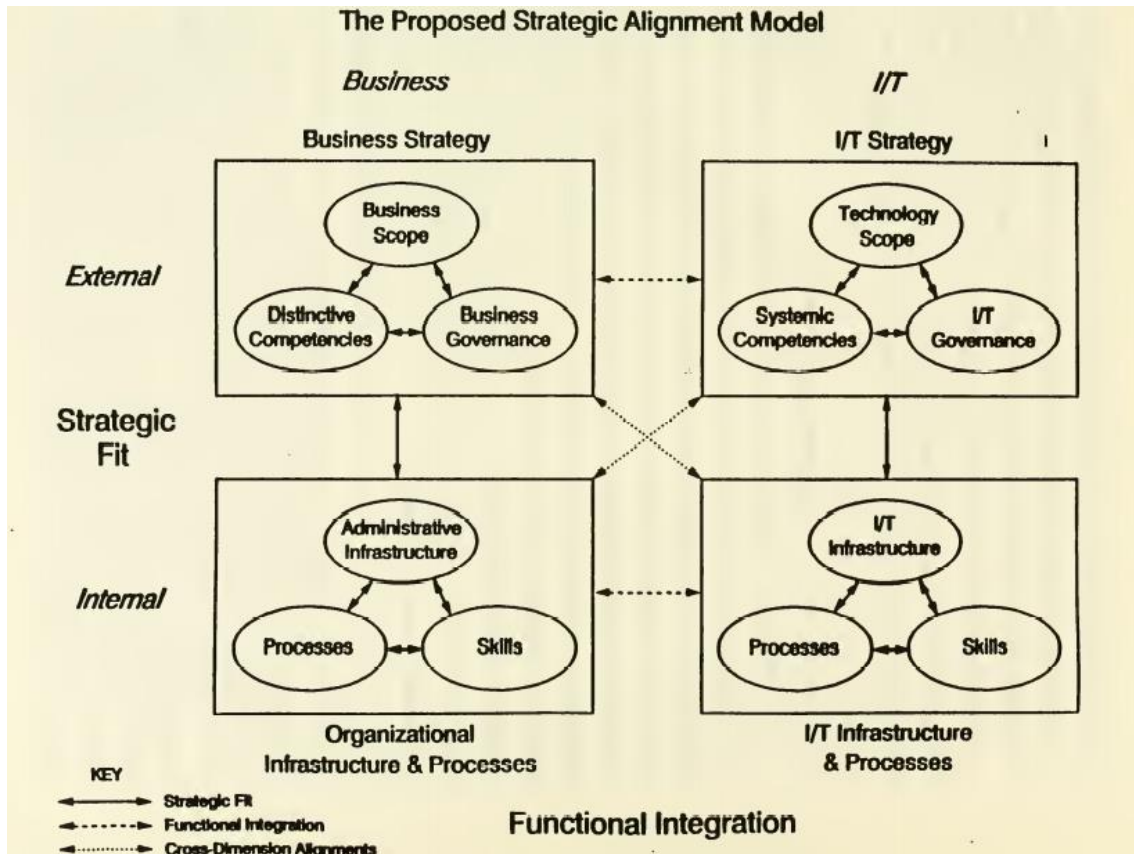 The Proposed Strategic Alignment Model
Business
I/T
Business Strategy
I/T Strategy
External
Business
Scope
Distinctive
Competencies
Business
Governance
Technology
Scope
Systemic
Competencies
I/T
Governance
Strategic
Fit
Internal
Administrative
Infrastructure
Processes
Skills
I/T
Infrastructure
Processes
Skills
Organizational
Infrastructure & Processes
I/T Infrastructure
& Processes
KEY
Strategic Fit
Functional Integration
Cross-Dimension Alignments
Functional Integration